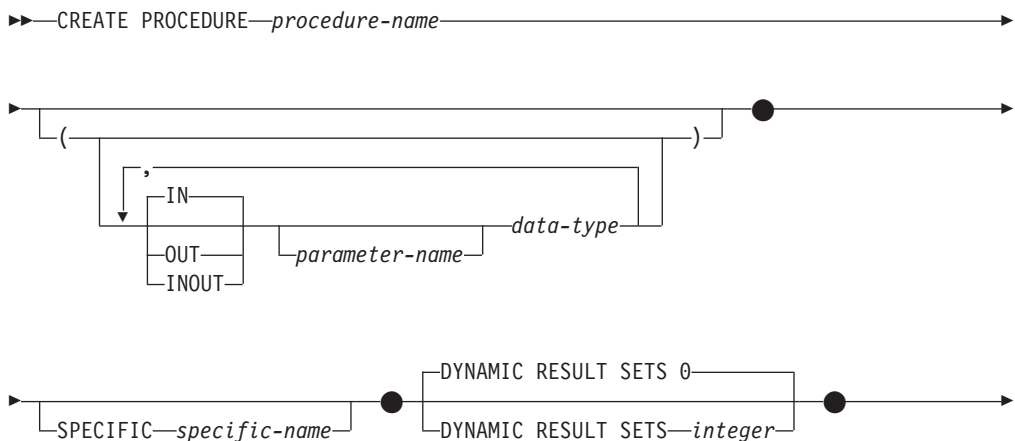 CREATE PROCEDURE procedure-name
( )
,
IN
data-type
OUT parameter-name
INOUT
DYNAMIC RESULT SETS 0
SPECIFIC specific-name DYNAMIC RESULT SETS integer